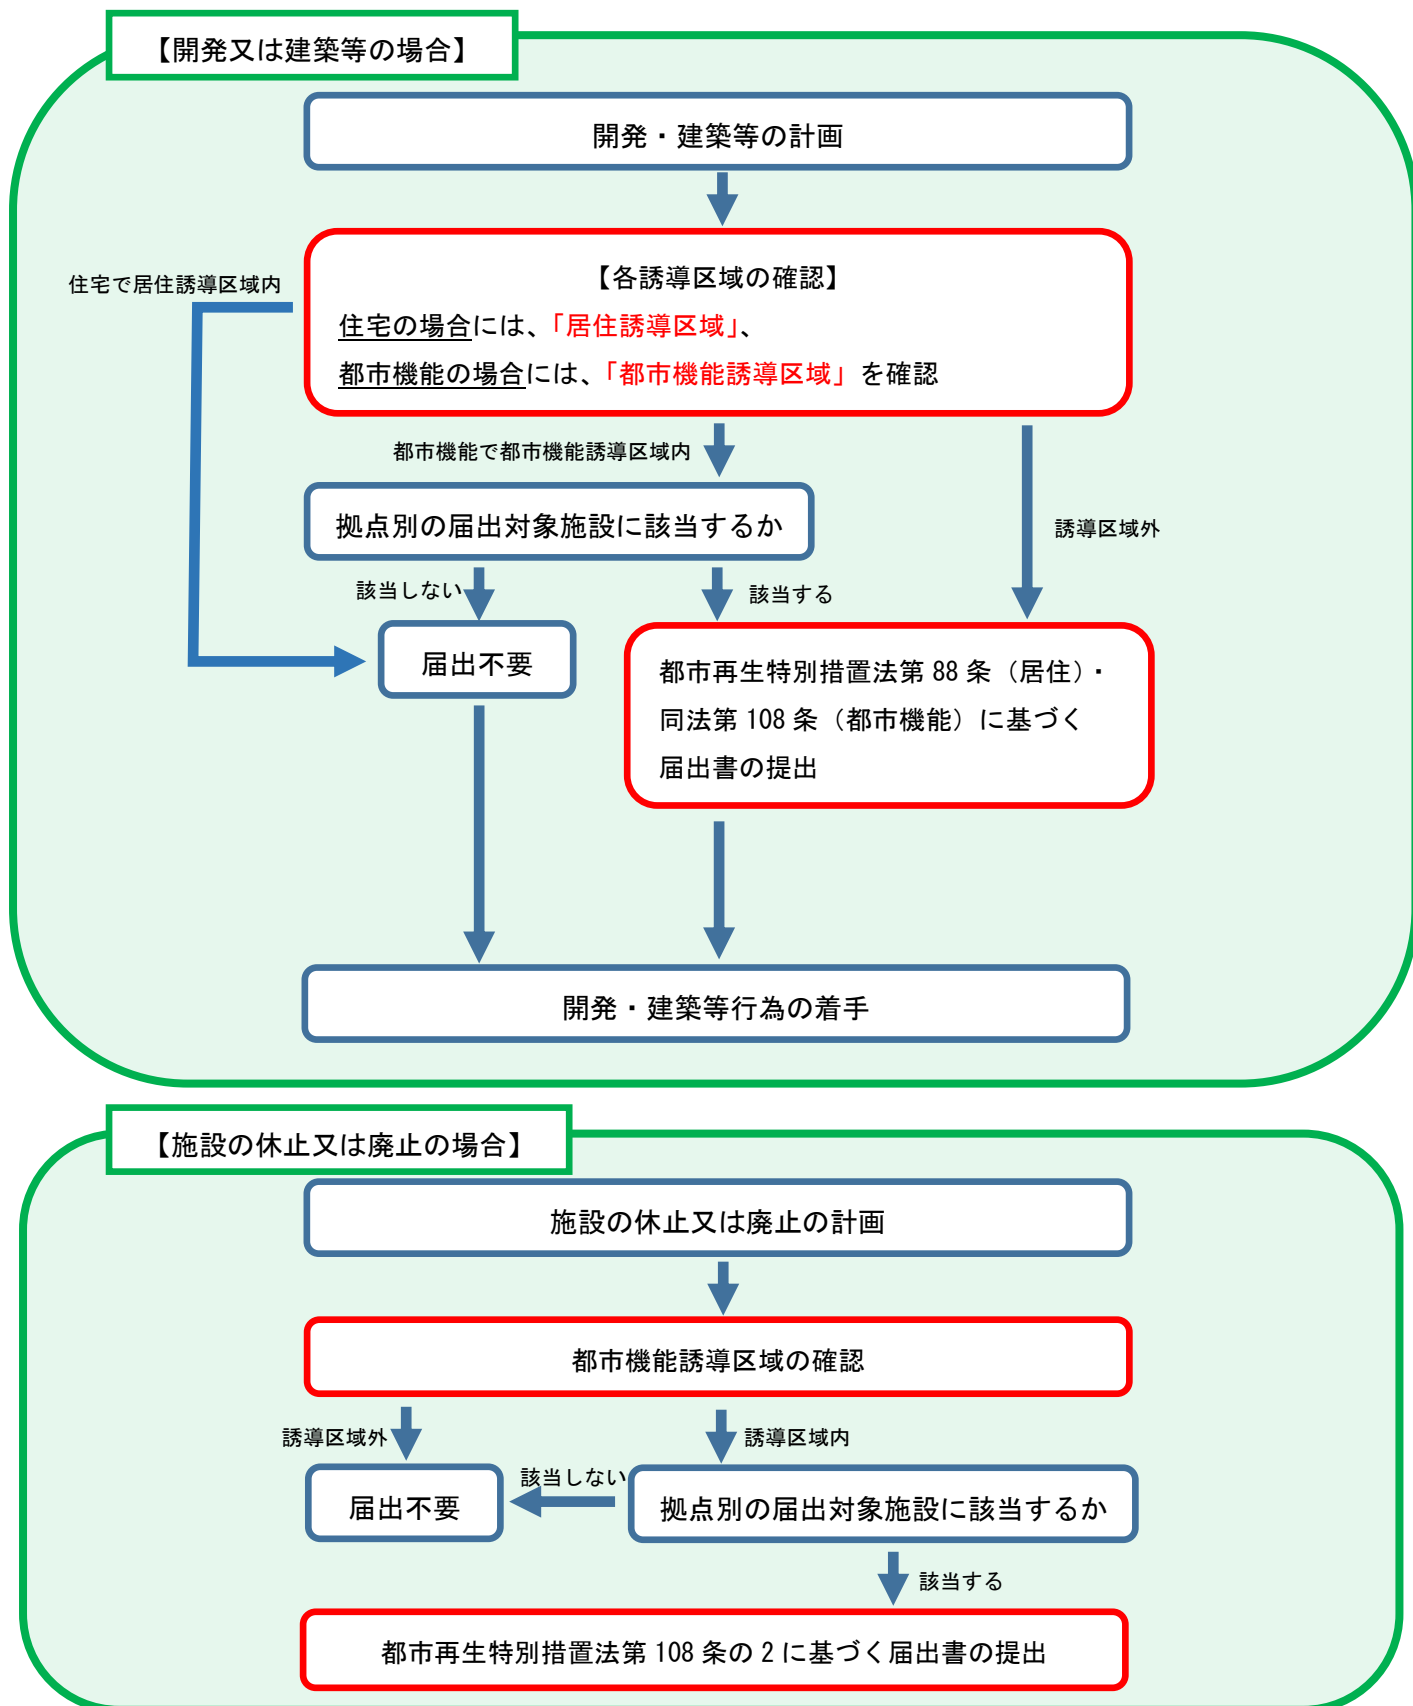 【開発又は建築等の場合】
開発・建築等の計画
住宅で居住誘導区域内
【各誘導区域の確認】
住宅の場合には、「居住誘導区域」、
都市機能の場合には、「都市機能誘導区域」を確認
都市機能で都市機能誘導区域内
拠点別の届出対象施設に該当するか
誘導区域外
該当しない
該当する
届出不要
都市再生特別措置法第 88 条（居住）・
同法第 108 条（都市機能）に基づく
届出書の提出
開発・建築等行為の着手
【施設の休止又は廃止の場合】
施設の休止又は廃止の計画
都市機能誘導区域の確認
誘導区域外
誘導区域内
該当しない
届出不要
拠点別の届出対象施設に該当するか
該当する
都市再生特別措置法第 108 条の 2 に基づく届出書の提出